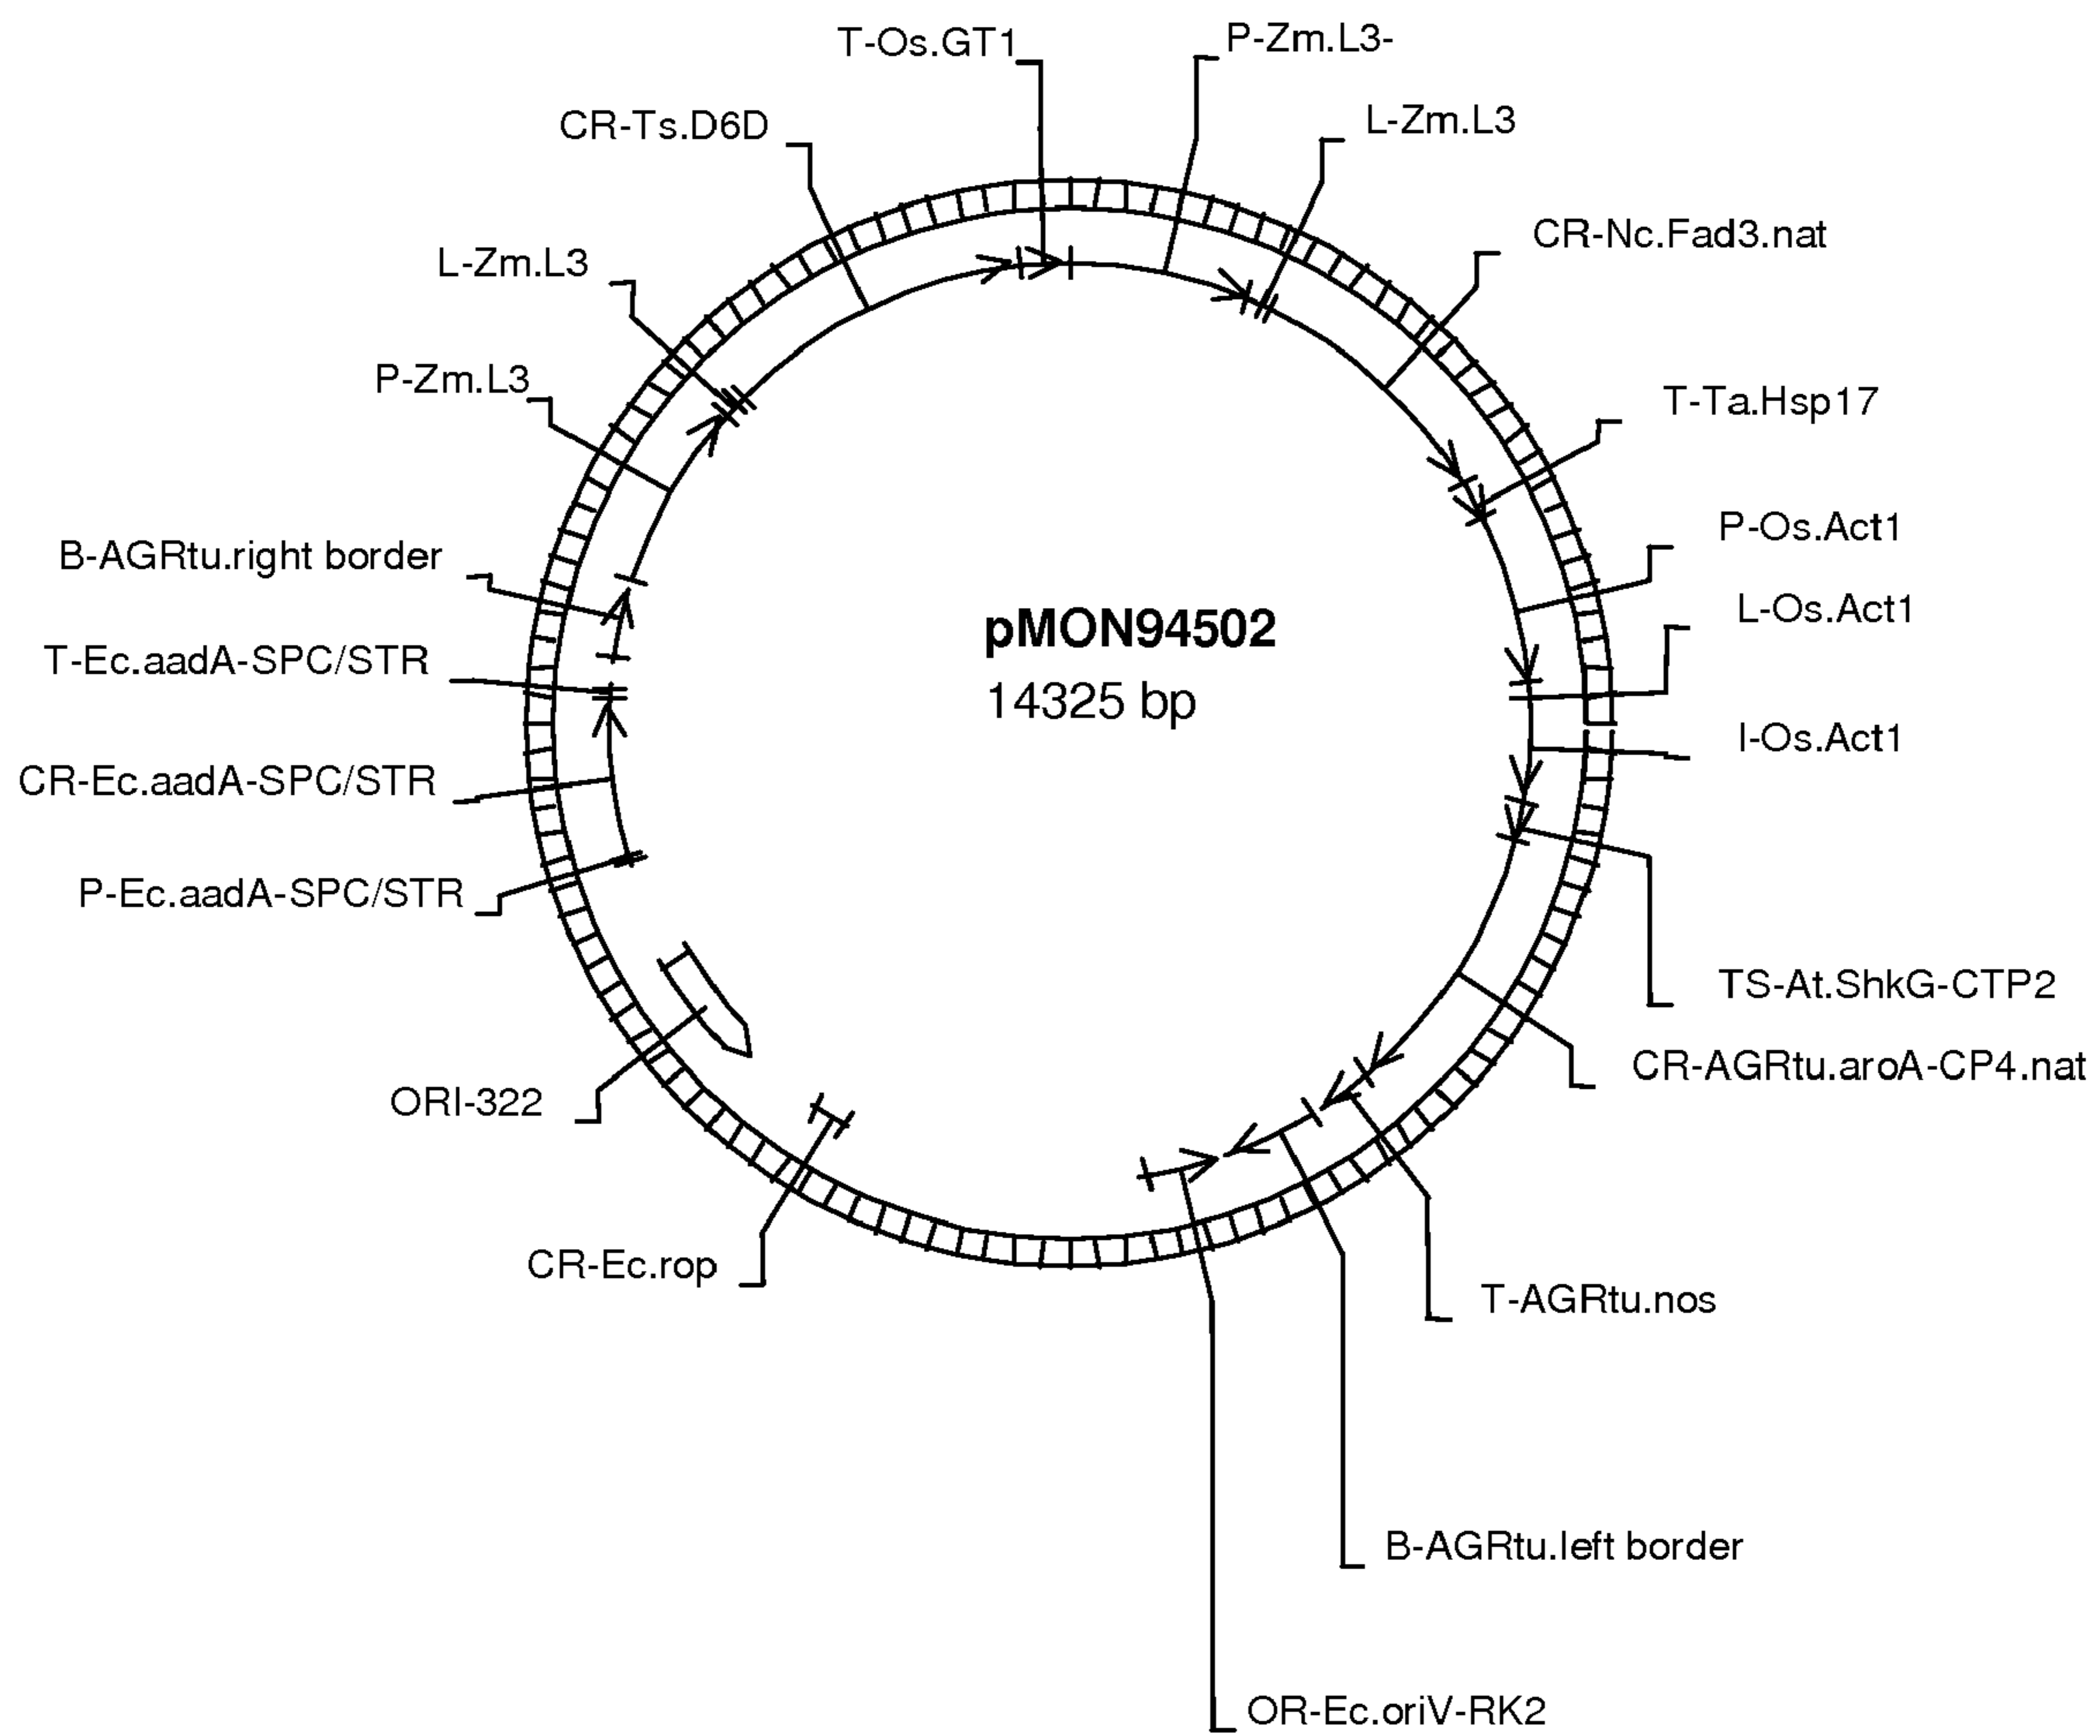 T-Os.GT1
P-Zm.L3-
CR-Ts.D6D
L-Zm.L3
CR-Nc.Fad3.nat
L-Zm.L3
P-Zm.L3
T-Ta.Hsp17
P-Os.Act1
B-AGRtu.right border
L-Os.Act1
pMON94502
T-Ec.aadA-SPC/STR
14325 bp
I-Os.Act1
CR-Ec.aadA-SPC/STR
P-Ec.aadA-SPC/STR
TS-At.ShkG-CTP2
CR-AGRtu.aroA-CP4.nat
ORI-322
CR-Ec.rop
T-AGRtu.nos
B-AGRtu.left border
OR-Ec.oriV-RK2